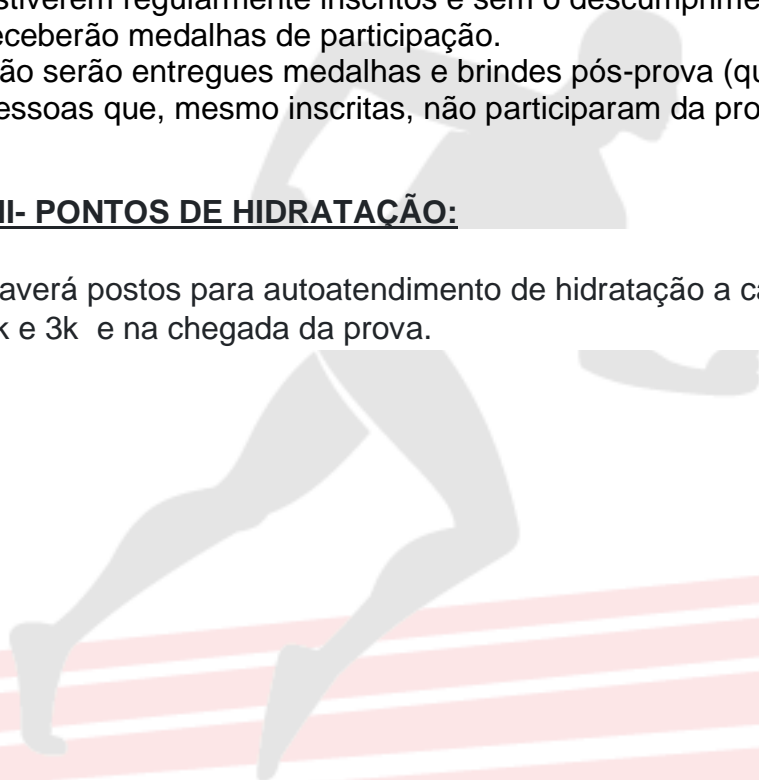 stiverem regularmente inscritos e sem o
eceberão medalhas de participação.
ão serão entregues medalhas e brindes pós-prova (qu
essoas que, mesmo inscritas, não participaram da pro
II- PONTOS DE HIDRATAÇÃO:
averá postos para autoatendimento de hidratação a ca
k e 3k e na chegada da prova.